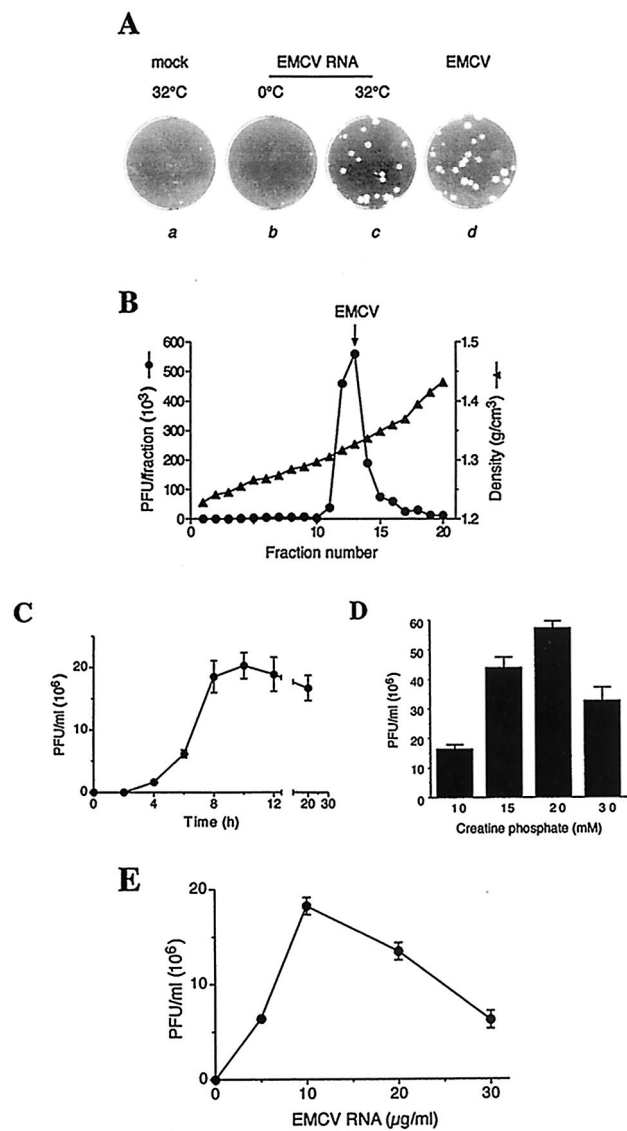 A
mock EMCV RNA EMCV
32°C 0°C 32°C
a b c d
B
EMCV
PFU/fraction (10³)
600
500
400
300
200
100
0
1.5
1.4
1.3
1.2
Density (g/cm³)
0 5 10 15 20
Fraction number
C
PFU/ml (10⁶)
20
10
0
0 4 8 12 20 30
Time (h)
D
PFU/ml (10⁶)
60
50
40
30
20
10
0
10 15 20 30
Creatine phosphate (mM)
E
PFU/ml (10⁶)
20
10
0
0 10 20 30
EMCV RNA (µg/ml)